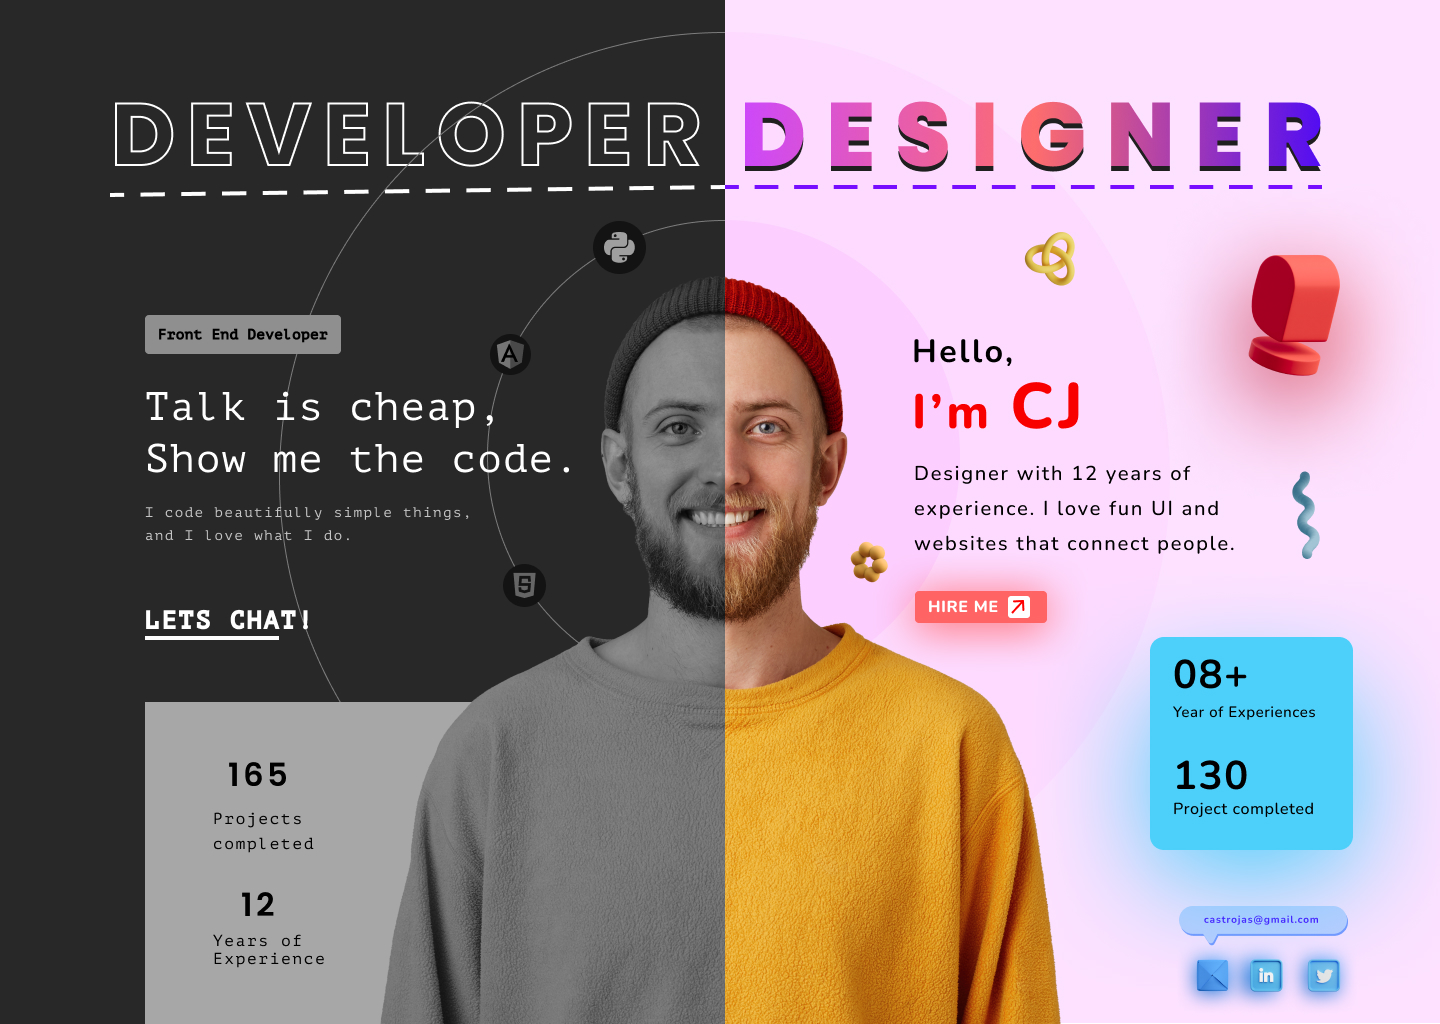 DEVELOPER
Front End Developer
Talk is cheap,
Show me the code.
I code beautifully simple things,
and I love what I do.
LETS CHAT!
165
Projects
completed
12
Years of
Experience
DESIGNER
Hello,
I'm CJ
Designer with 12 years of
experience. I love fun UI and
websites that connect people.
HIRE ME
08+
Year of Experiences
130
Project completed
castrojas@gmail.com
in